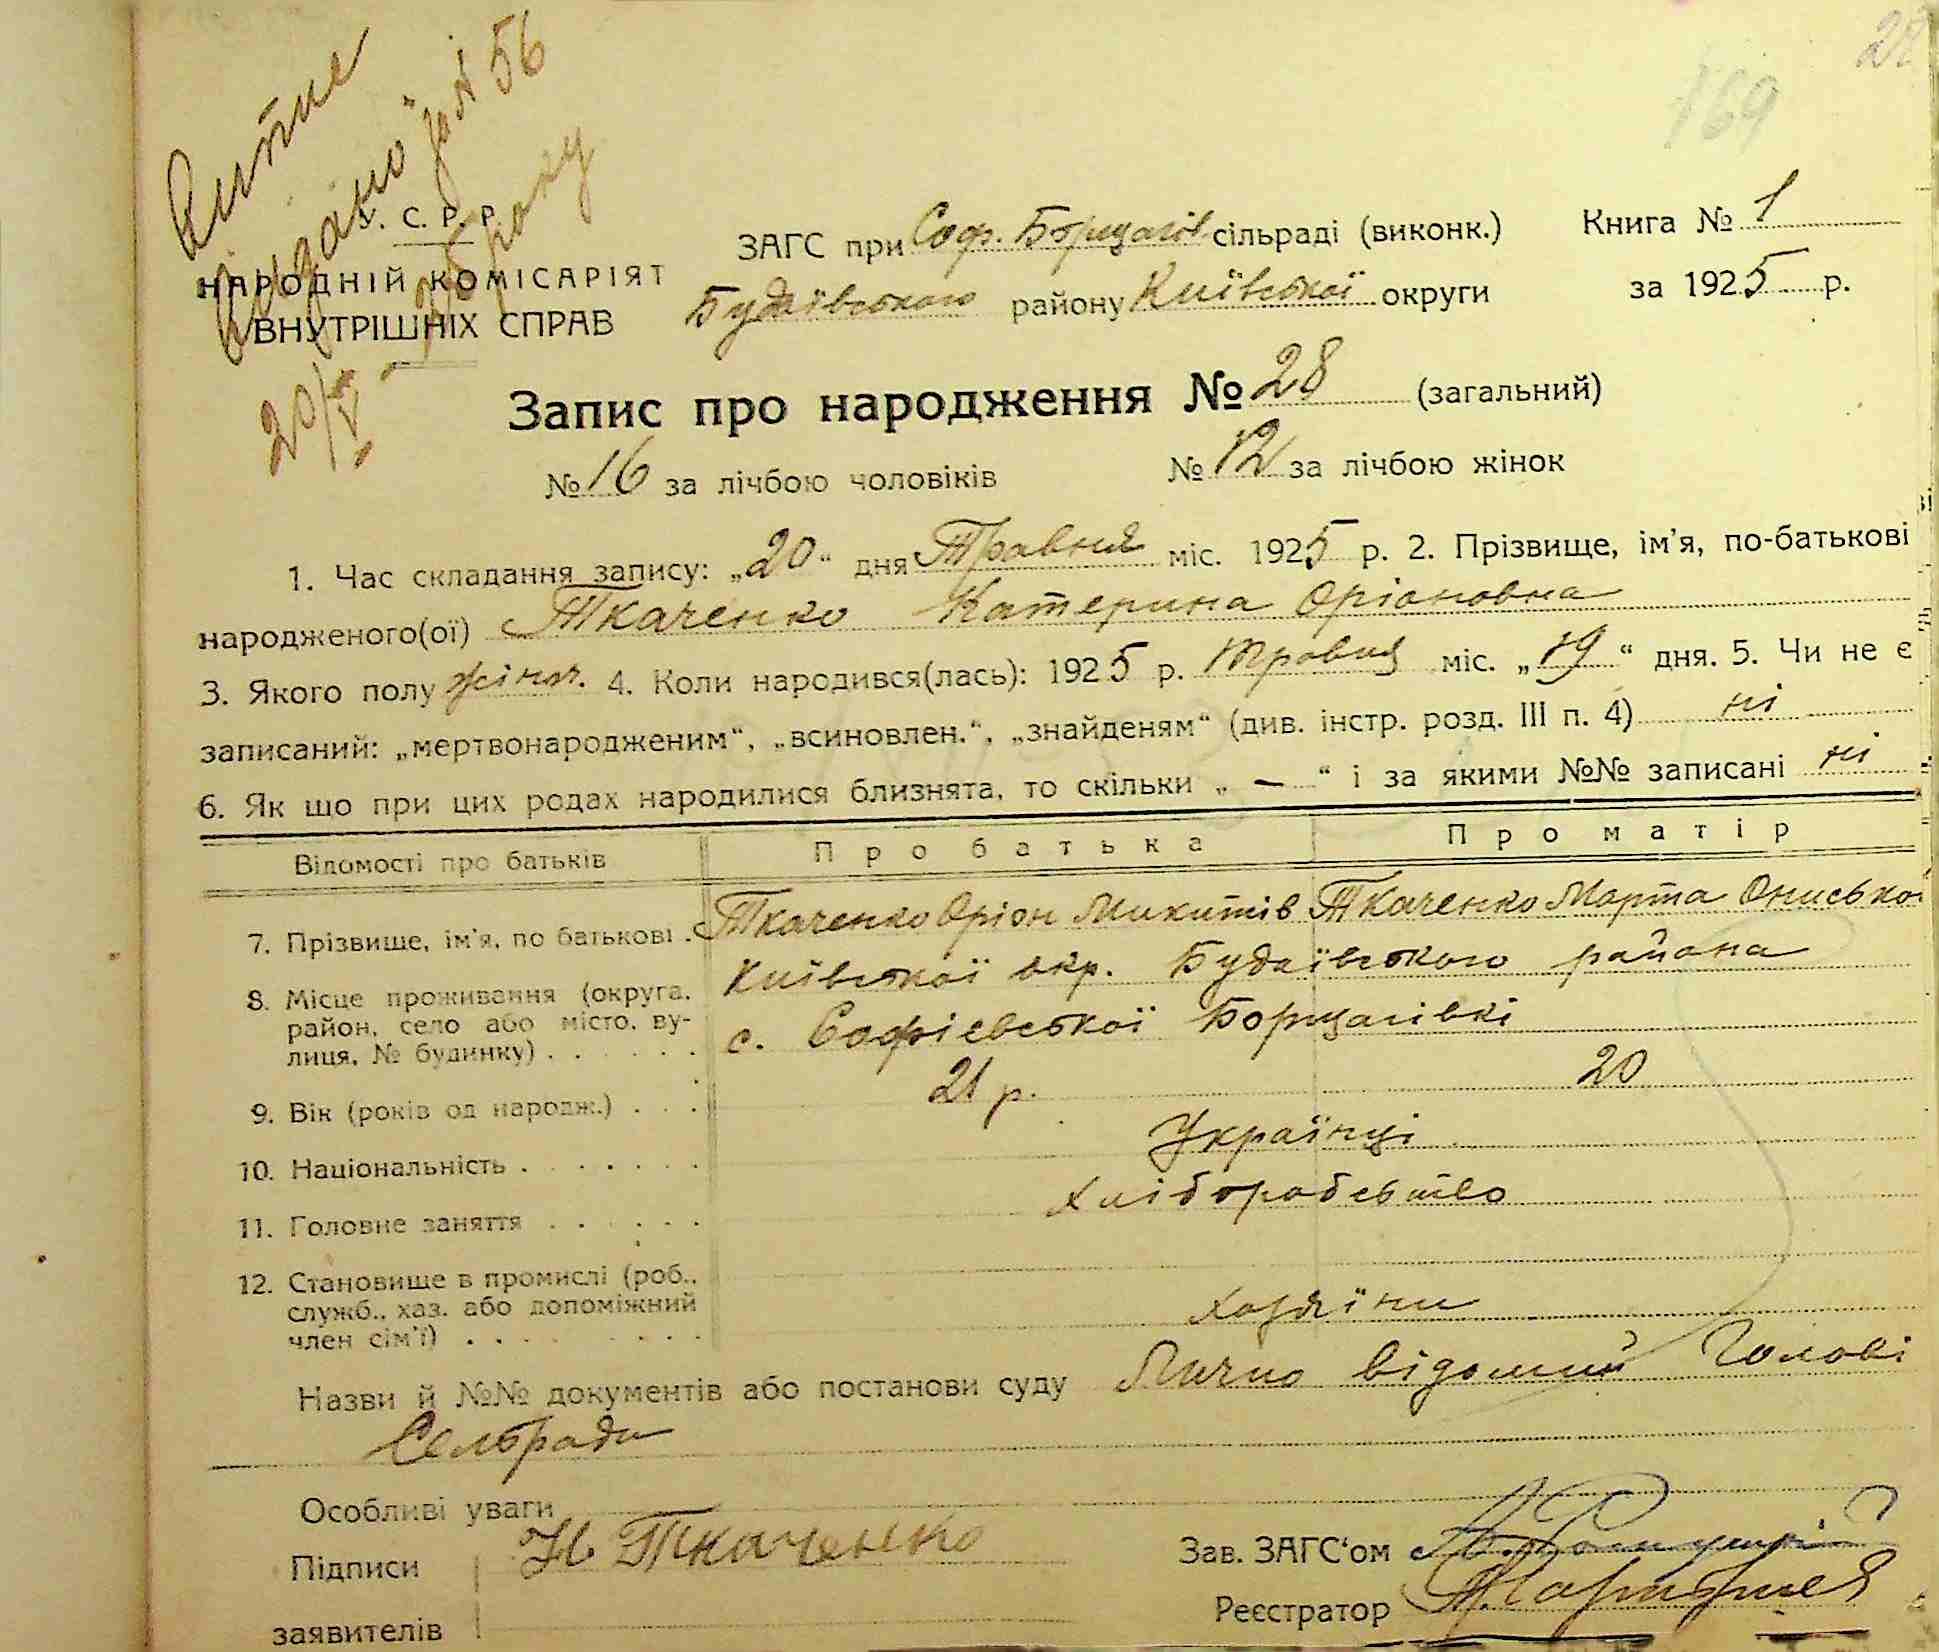 28
169
Витяг
Видано за № 56
20/V
У. С. Р. Р.
НАРОДНІЙ КОМІСАРІЯТ
ВНУТРІШНІХ СПРАВ
ЗАГС при Соф. Борщагів сільраді (виконк.)
Будаївського району Київської округи
Книга № 1
за 1925 р.
Запис про народження № 28 (загальний)
№ 16 за лічбою чоловіків № 12 за лічбою жінок
1. Час складання запису: „20“ дня Травня міс. 1925 р. 2. Прізвище, ім'я, по-батькові
народженого(ої) Ткаченко Катерина Оріоновна
3. Якого полу жіноч. 4. Коли народився(лась): 1925 р. травня міс. „19“ дня. 5. Чи не є
записаний: „мертвонародженим“, „всиновлен.“, „знайденям“ (див. інстр. розд. III п. 4) ні
6. Як що при цих родах народилися близнята, то скільки „ — “ і за якими №№ записані ні
Відомості про батьків Про батька Про матір
7. Прізвище, ім'я, по батькові . Ткаченко Оріон Микитів Ткаченко Марта Ониськов
8. Місце проживання (округа, Київської окр. Будаївського района
район, село або місто, ву- с. Софієвської Борщагівкі
лиця, № будинку) . . . . . .
9. Вік (років од народж.) . . . 21 р. 20
10. Національність . . . . . . . Українці
11. Головне заняття . . . . . . Хліборобство
12. Становище в промислі (роб.,
служб., хаз. або допоміжний
член сім'ї) . . . . . . . . . Хазяїни
Назви й №№ документів або постанови суду Лично відомий Голові
Сельради
Особливі уваги
Підписи Н Ткаченко
заявителів
Зав. ЗАГС'ом
Реєстратор